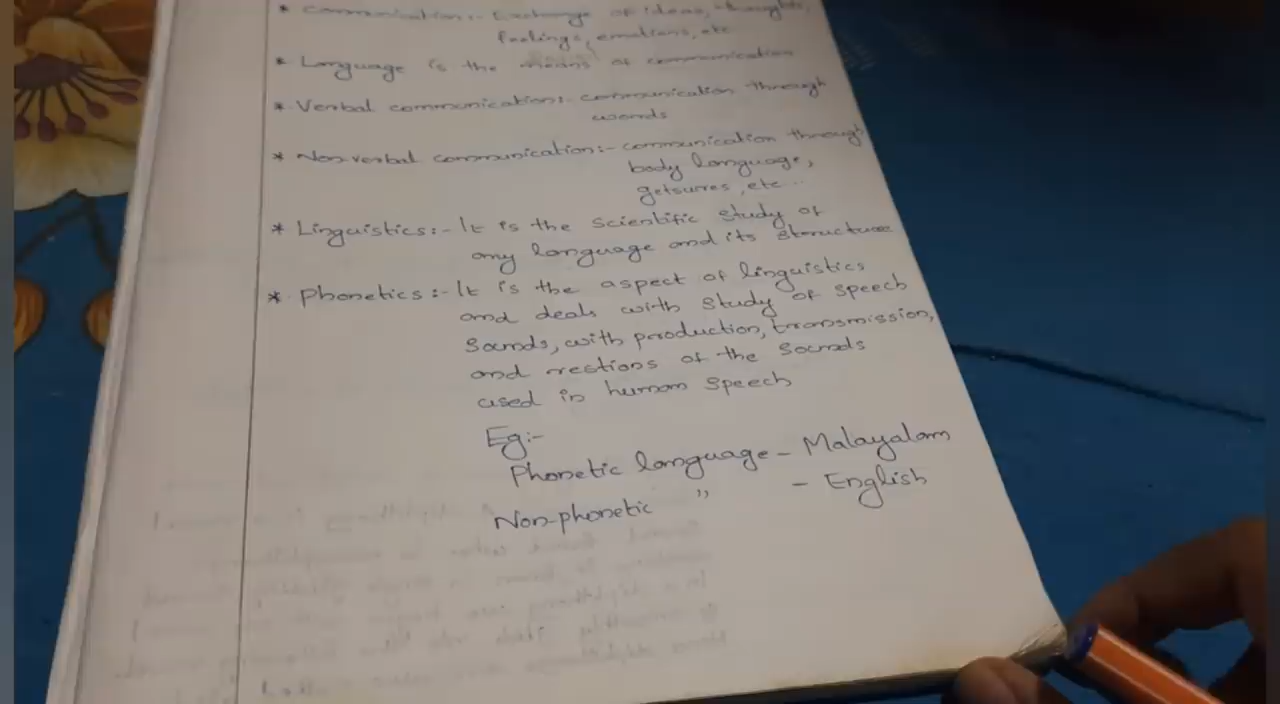 * Communication:- Exchange of ideas, thoughts,
feelings, emotions, etc
* Language is the means of communication
* Verbal communication:- communication through
words
* Non-verbal communication:- communication through
body language,
getsures, etc...
* Linguistics:- It is the scientific study of
any language and its structure
* Phonetics:- It is the aspect of linguistics
and deals with study of speech
sounds, with production, transmission,
and restions of the sounds
used in human speech
Eg:-
Phonetic language - Malayalam
Non-phonetic " - English